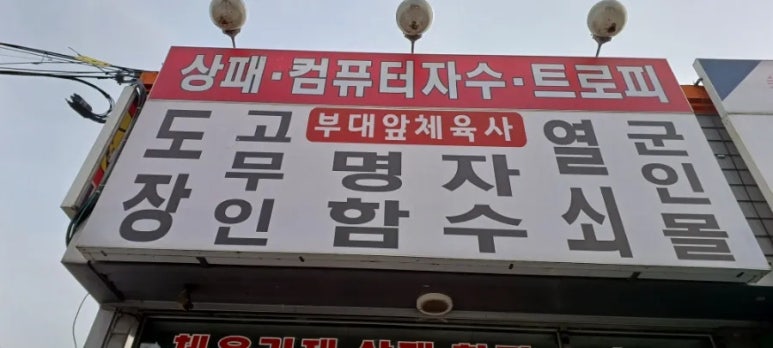 상패·컴퓨터자수·트로피
부대앞체육사
도장
고무인
명함
자수
열쇠
군인몰